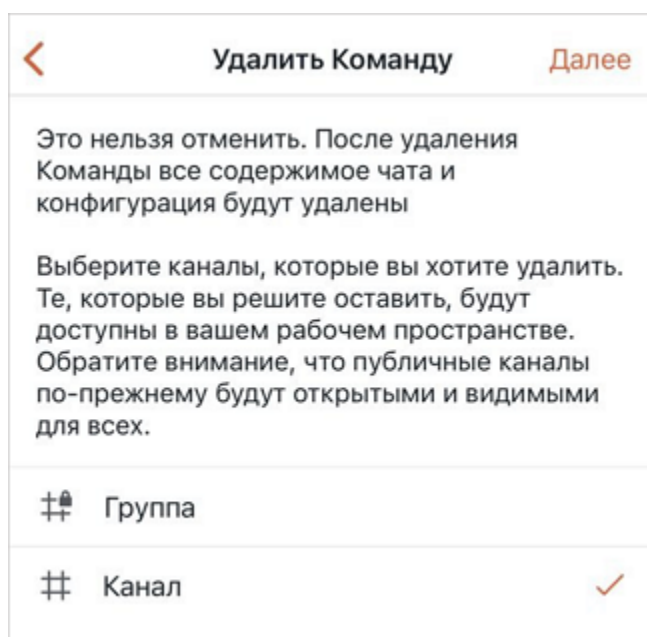 Удалить Команду Далее
Это нельзя отменить. После удаления
Команды все содержимое чата и
конфигурация будут удалены
Выберите каналы, которые вы хотите удалить.
Те, которые вы решите оставить, будут
доступны в вашем рабочем пространстве.
Обратите внимание, что публичные каналы
по-прежнему будут открытыми и видимыми
для всех.
Группа
Канал